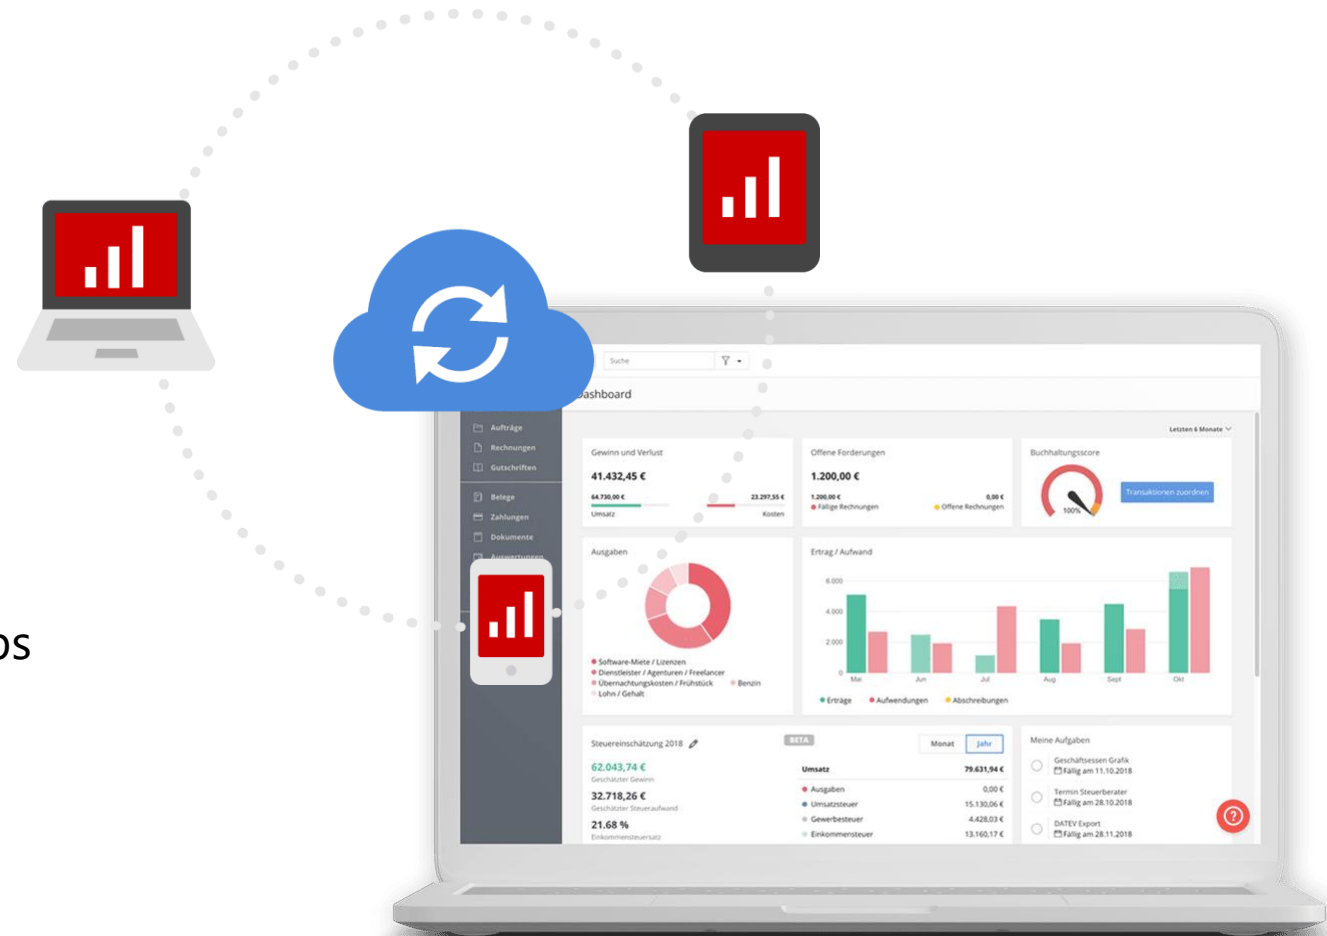 Suche
Dashboard
Aufträge
Rechnungen
Gutschriften
Belege
Zahlungen
Dokumente
Auswertungen
Letzten 6 Monate
Gewinn und Verlust
41.432,45 €
64.730,00 €
23.297,55 €
Umsatz
Kosten
Offene Forderungen
1.200,00 €
1.200,00 €
0,00 €
Fällige Rechnungen
Offene Rechnungen
Buchhaltungsscore
100%
Transaktionen zuordnen
Ausgaben
Software-Miete / Lizenzen
Dienstleister / Agenturen / Freelancer
Übernachtungskosten / Frühstück
Benzin
Lohn / Gehalt
Ertrag / Aufwand
6.000
4.000
2.000
0
Mai Jun Jul Aug Sept Okt
Erträge Aufwendungen Abschreibungen
ps
Steuereinschätzung 2018
BETA
Monat Jahr
62.043,74 €
Geschätzter Gewinn
32.718,26 €
Geschätzter Steueraufwand
21.68 %
Einkommensteuersatz
Umsatz 79.631,94 €
Ausgaben 0,00 €
Umsatzsteuer 15.130,06 €
Gewerbesteuer 4.428,03 €
Einkommensteuer 13.160,17 €
Meine Aufgaben
Geschäftsessen Grafik
Fällig am 11.10.2018
Termin Steuerberater
Fällig am 28.10.2018
DATEV Export
Fällig am 28.11.2018
?